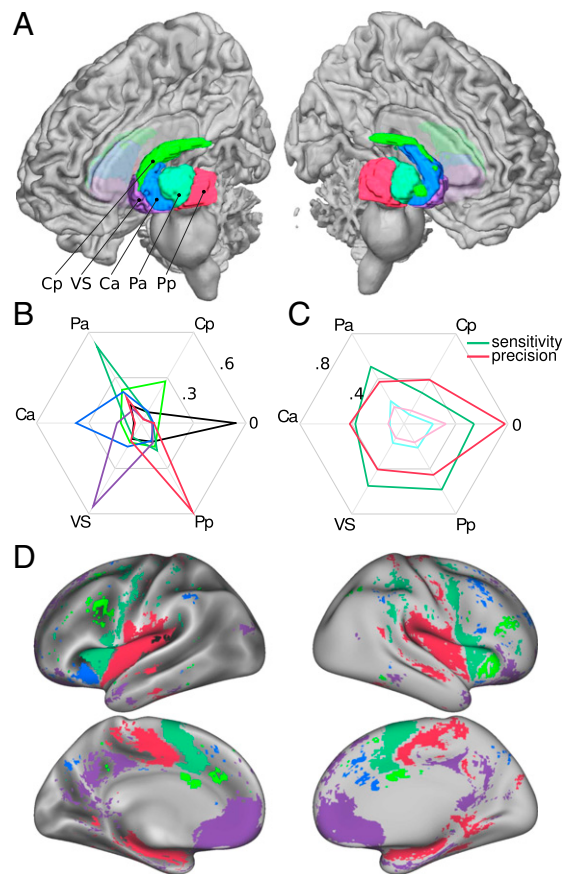 A
Cp VS Ca Pa Pp
B
C
Pa
Cp
.6
.3
Ca
0
VS
Pp
Pa
Cp
sensitivity
precision
.8
.4
Ca
0
VS
Pp
D